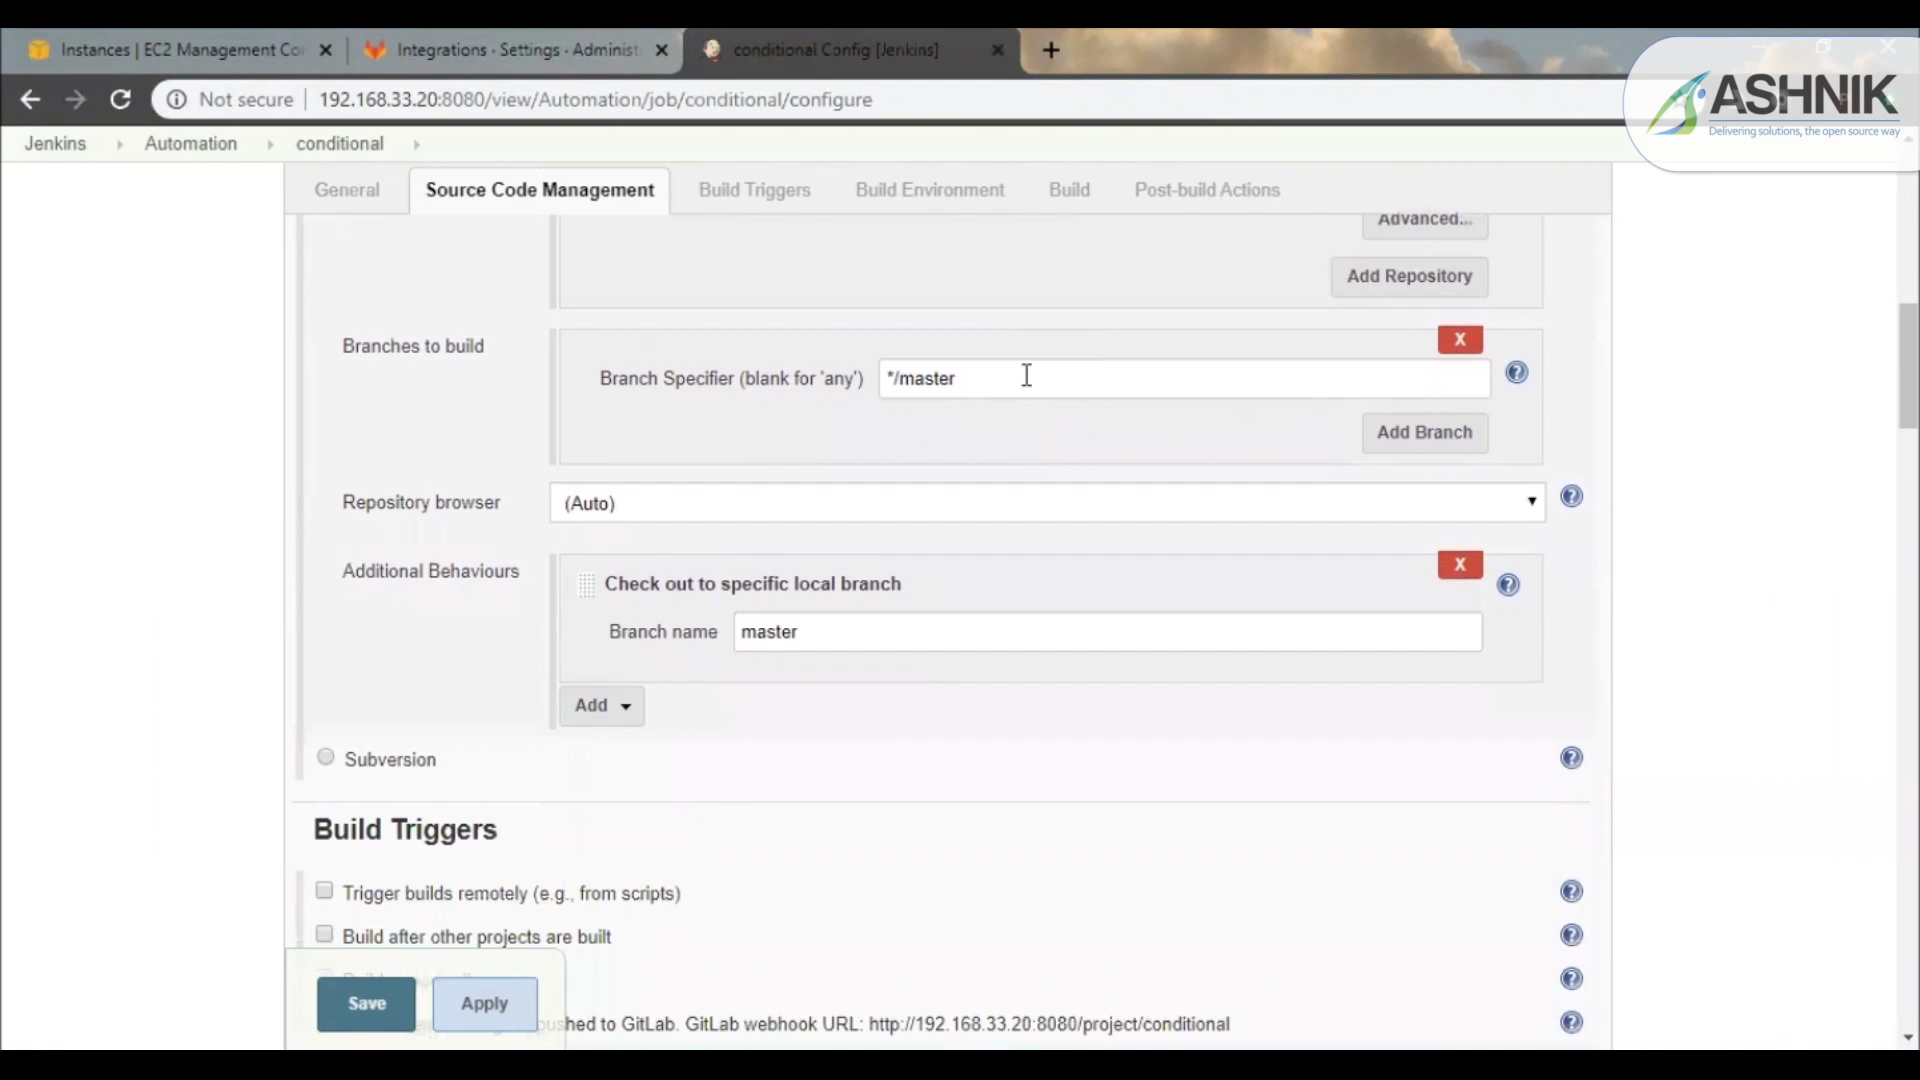 Instances | EC2 Management Co
Integrations · Settings · Administ
conditional Config [Jenkins]
Not secure
192.168.33.20:8080/view/Automation/job/conditional/configure
ASHNIK
Delivering solutions, the open source way
Jenkins
Automation
conditional
General
Source Code Management
Build Triggers
Build Environment
Build
Post-build Actions
Advanced...
Add Repository
Branches to build
X
Branch Specifier (blank for 'any')
*/master
Add Branch
Repository browser
(Auto)
Additional Behaviours
X
Check out to specific local branch
Branch name
master
Add
Subversion
Build Triggers
Trigger builds remotely (e.g., from scripts)
Build after other projects are built
Save
Apply
shed to GitLab. GitLab webhook URL: http://192.168.33.20:8080/project/conditional